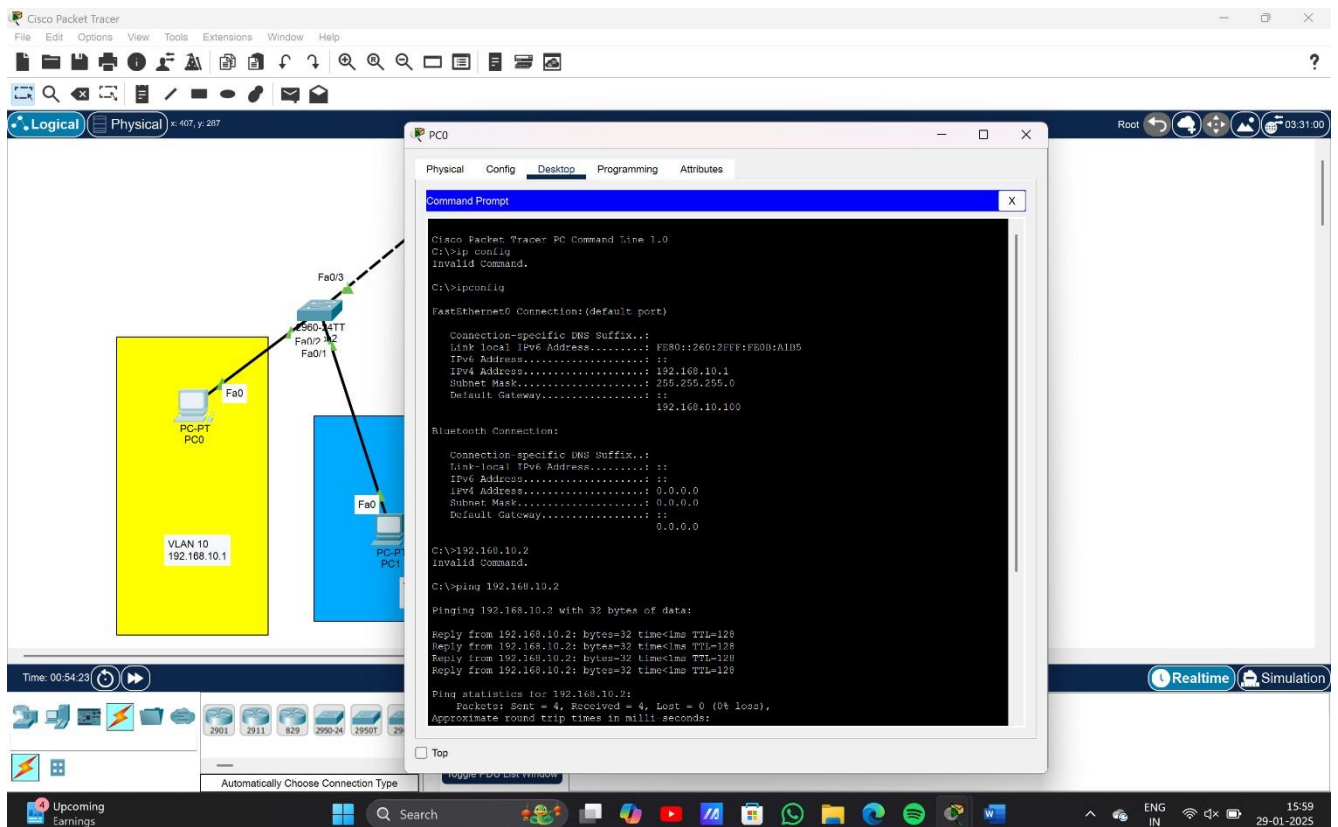 Cisco Packet Tracer
File Edit Options View Tools Extensions Window Help
?
Logical Physical x: 407, y: 287
Root 03:31:00
PC0
Physical Config Desktop Programming Attributes
Command Prompt X
Cisco Packet Tracer PC Command Line 1.0
C:\>ip config
Invalid Command.
C:\>ipconfig
FastEthernet0 Connection:(default port)
Connection-specific DNS Suffix..:
Link-local IPv6 Address.........: FE80::260:2FFF:FE0B:A1B5
IPv6 Address....................: ::
IPv4 Address....................: 192.168.10.1
Subnet Mask.....................: 255.255.255.0
Default Gateway.................: ::
192.168.10.100
Bluetooth Connection:
Connection-specific DNS Suffix..:
Link-local IPv6 Address.........: ::
IPv6 Address....................: ::
IPv4 Address....................: 0.0.0.0
Subnet Mask.....................: 0.0.0.0
Default Gateway.................: ::
0.0.0.0
C:\>192.168.10.2
Invalid Command.
C:\>ping 192.168.10.2
Pinging 192.168.10.2 with 32 bytes of data:
Reply from 192.168.10.2: bytes=32 time<1ms TTL=128
Reply from 192.168.10.2: bytes=32 time<1ms TTL=128
Reply from 192.168.10.2: bytes=32 time<1ms TTL=128
Reply from 192.168.10.2: bytes=32 time<1ms TTL=128
Ping statistics for 192.168.10.2:
Packets: Sent = 4, Received = 4, Lost = 0 (0% loss),
Approximate round trip times in milli-seconds:
Top
Fa0/3
2960-24TT
Fa0/2
Fa0/1
Fa0
PC-PT
PC0
Fa0
PC-PT
PC1
VLAN 10
192.168.10.1
Time: 00:54:23
Realtime Simulation
2901 2911 829 2950-24 2950T
Automatically Choose Connection Type
Toggle PDU List Window
4
Upcoming
Earnings
Search
ENG
IN
15:59
29-01-2025